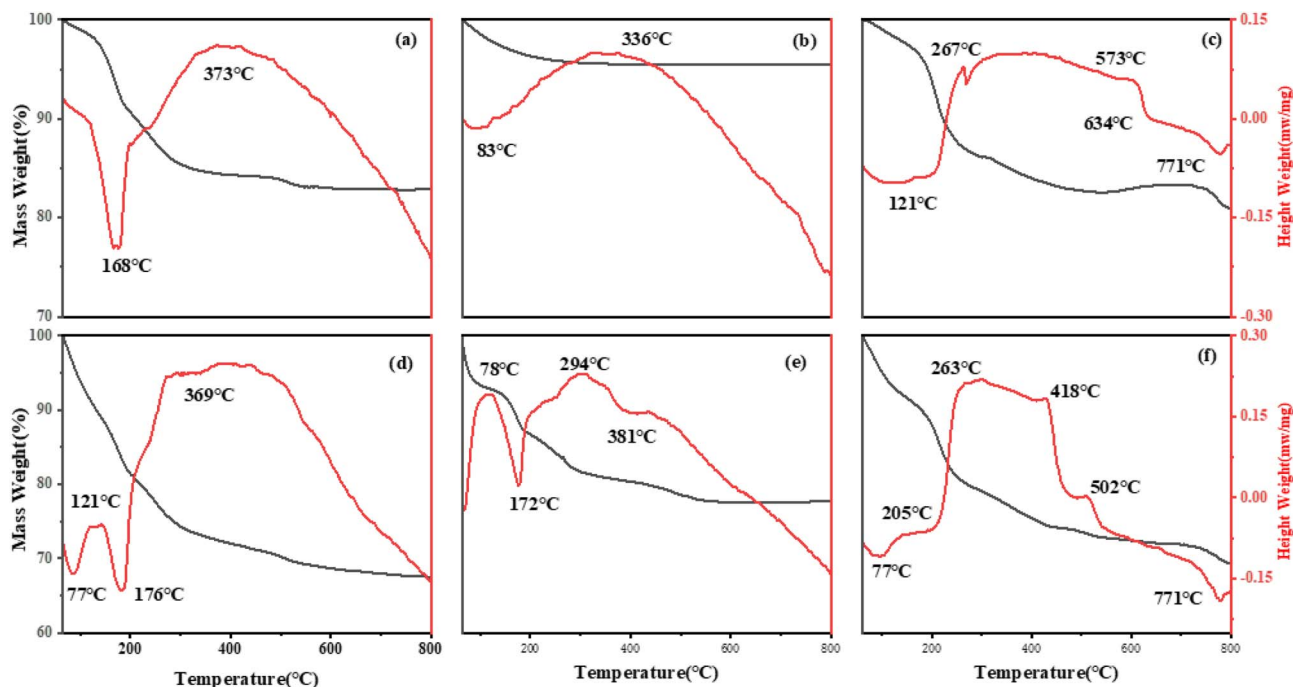 100
90
80
70
Mass Weight(%)
(a)
373°C
168°C
(b)
336°C
83°C
(c)
267°C
573°C
634°C
771°C
121°C
0.15
0.00
-0.15
-0.30
Height Weight(mw/mg)
100
90
80
70
60
Mass Weight(%)
(d)
369°C
121°C
77°C
176°C
200
400
600
800
Temperature(°C)
(e)
78°C
294°C
381°C
172°C
200
400
600
800
Temperature(°C)
(f)
263°C
418°C
205°C
502°C
77°C
771°C
200
400
600
800
Temperature(°C)
0.30
0.15
0.00
-0.15
Height Weight(mw/mg)